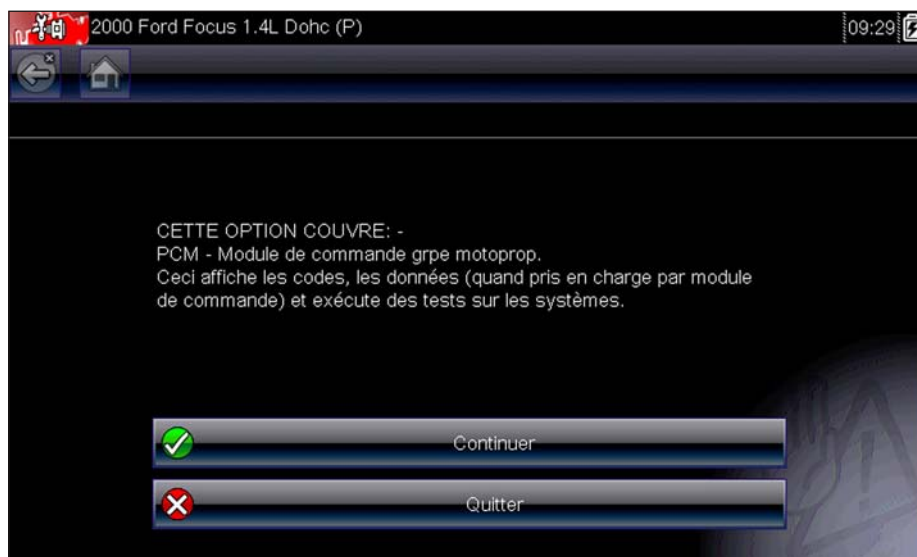 2000 Ford Focus 1.4L Dohc (P)
09:29
CETTE OPTION COUVRE: -
PCM - Module de commande grpe motoprop.
Ceci affiche les codes, les données (quand pris en charge par module
de commande) et exécute des tests sur les systèmes.
Continuer
Quitter